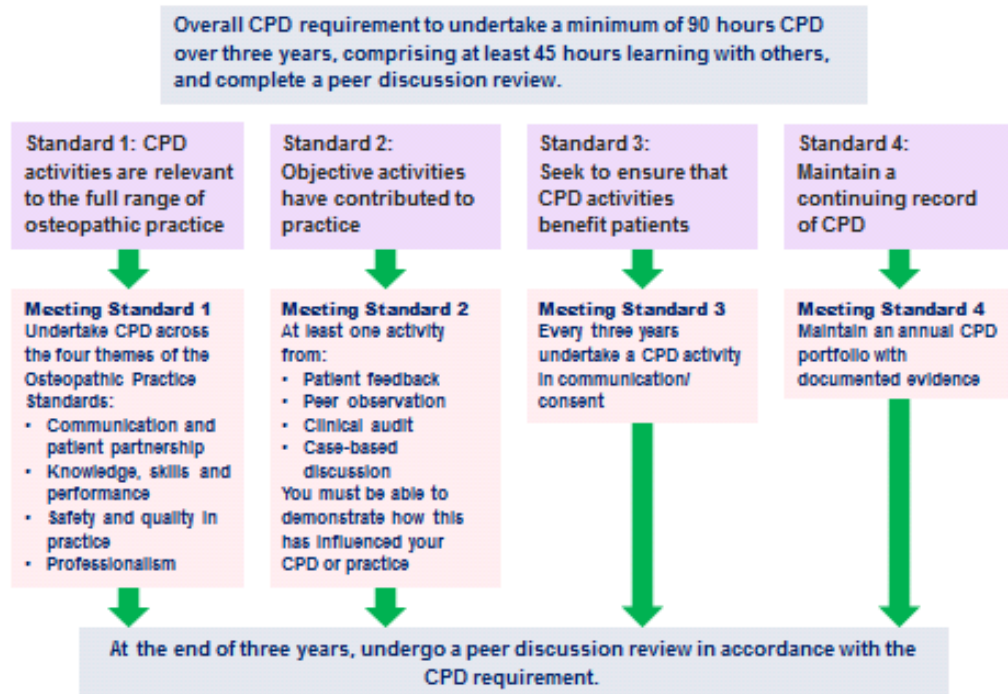 Overall CPD requirement to undertake a minimum of 90 hours CPD
over three years, comprising at least 45 hours learning with others,
and complete a peer discussion review.
Standard 1: CPD
activities are relevant
to the full range of
osteopathic practice
Standard 2:
Objective activities
have contributed to
practice
Standard 3:
Seek to ensure that
CPD activities
benefit patients
Standard 4:
Maintain a
continuing record
of CPD
Meeting Standard 1
Undertake CPD across
the four themes of the
Osteopathic Practice
Standards:
• Communication and
patient partnership
• Knowledge, skills and
performance
• Safety and quality in
practice
• Professionalism
Meeting Standard 2
At least one activity
from:
• Patient feedback
• Peer observation
• Clinical audit
• Case-based
discussion
You must be able to
demonstrate how this
has influenced your
CPD or practice
Meeting Standard 3
Every three years
undertake a CPD activity
in communication/
consent
Meeting Standard 4
Maintain an annual CPD
portfolio with
documented evidence
At the end of three years, undergo a peer discussion review in accordance with the
CPD requirement.